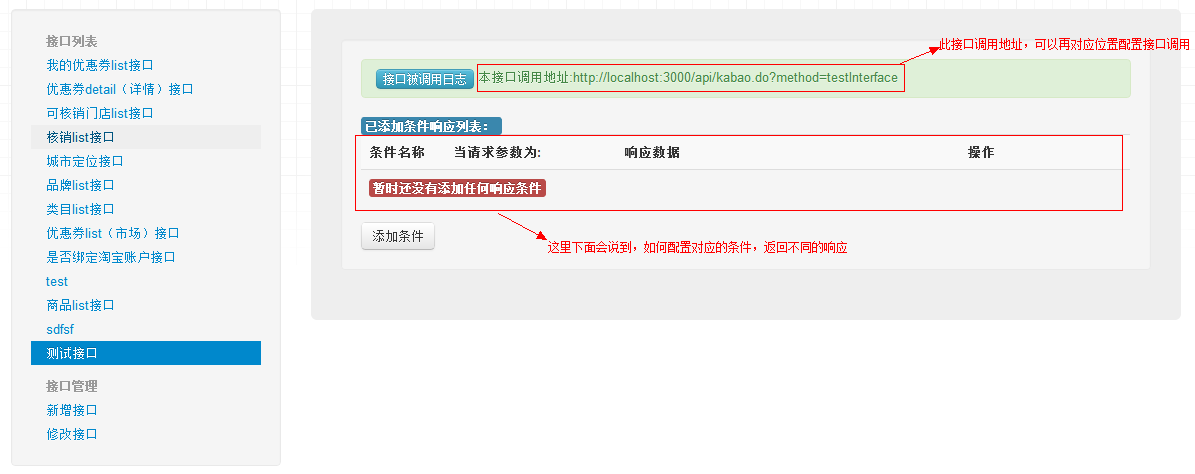 接口列表
我的优惠券list接口
优惠券detail（详情）接口
可核销门店list接口
核销list接口
城市定位接口
品牌list接口
类目list接口
优惠券list（市场）接口
是否绑定淘宝账户接口
test
商品list接口
sdfsf
测试接口
接口管理
新增接口
修改接口
此接口调用地址，可以再对应位置配置接口调用
接口被调用日志 本接口调用地址:http://localhost:3000/api/kabao.do?method=testInterface
已添加条件响应列表：
条件名称 当请求参数为: 响应数据 操作
暂时还没有添加任何响应条件
添加条件
这里下面会说到，如何配置对应的条件，返回不同的响应